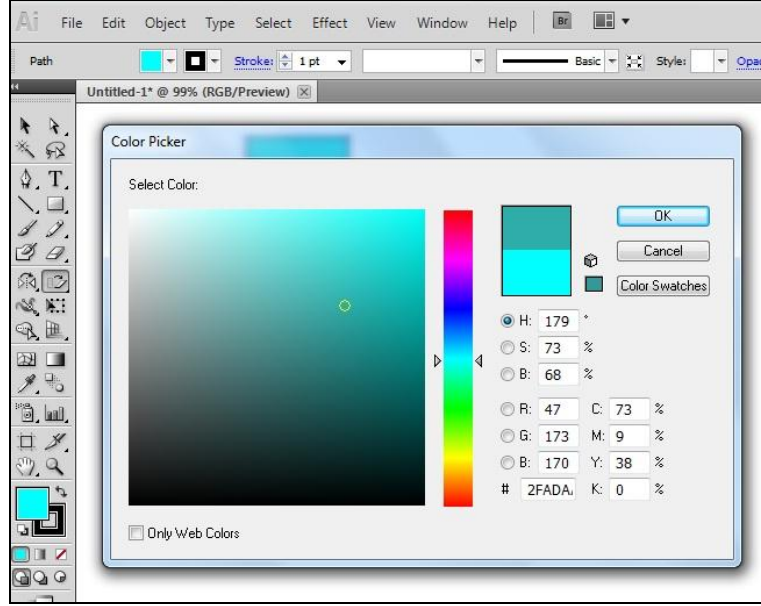 Ai File Edit Object Type Select Effect View Window Help Br
Path Stroke: 1 pt Basic Style: Opa
Untitled-1* @ 99% (RGB/Preview)
Color Picker
Select Color:
OK
Cancel
Color Swatches
H: 179 °
S: 73 %
B: 68 %
R: 47 C: 73 %
G: 173 M: 9 %
B: 170 Y: 38 %
# 2FADA K: 0 %
Only Web Colors
T